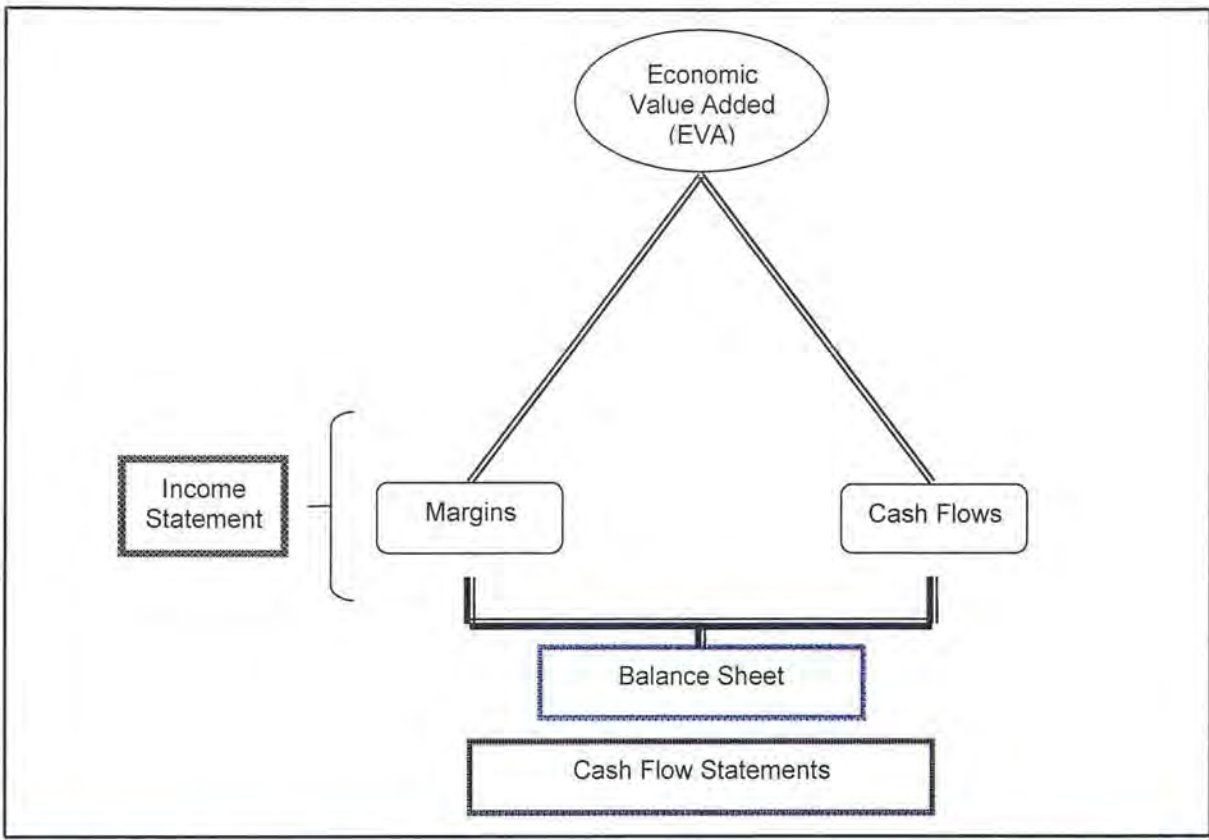 Economic
Value Added
(EVA)
Income
Statement
Margins
Cash Flows
Balance Sheet
Cash Flow Statements